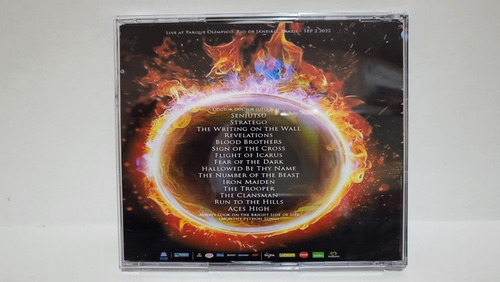 Live at Parque Olímpico, Rio de Janeiro, Brazil - Sep 2 2022
Doctor Doctor (UFO
Senjutsu
Stratego
The Writing on the Wall
Revelations
Blood Brothers
Sign of the Cross
Flight of Icarus
Fear of the Dark
Hallowed Be Thy Name
The Number of the Beast
Iron Maiden
The Trooper
The Clansman
Run to the Hills
Aces High
Always Look on the Bright Side of Life
(Monty Python Song)